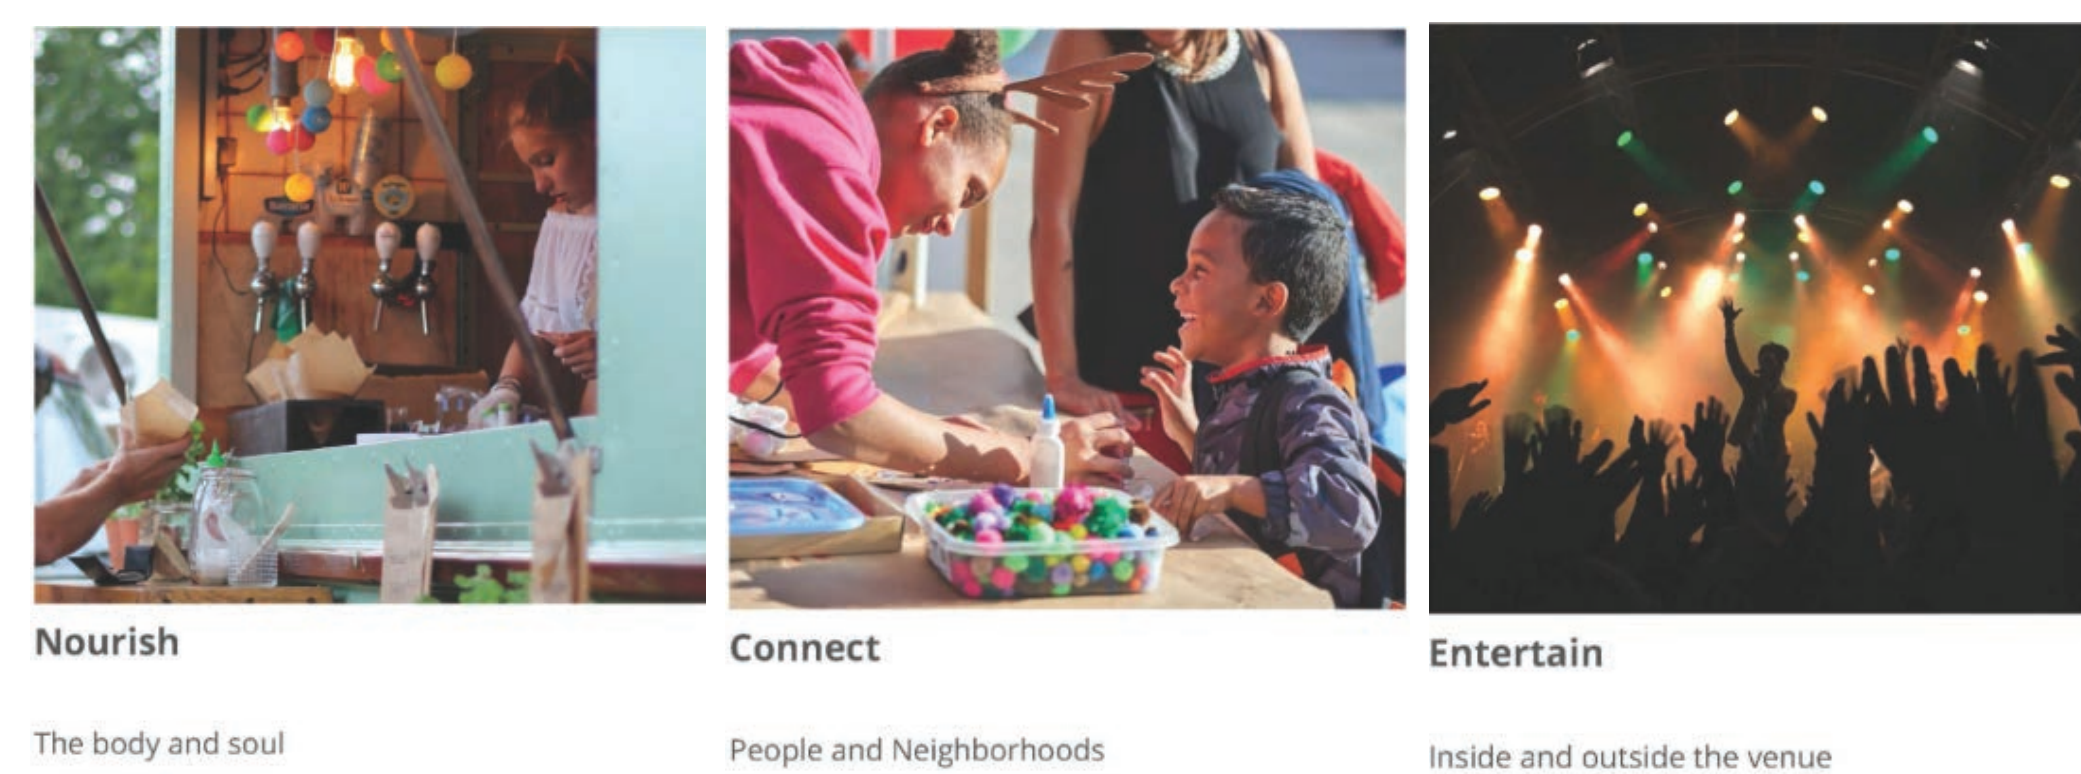 Nourish
The body and soul
Connect
People and Neighborhoods
Entertain
Inside and outside the venue